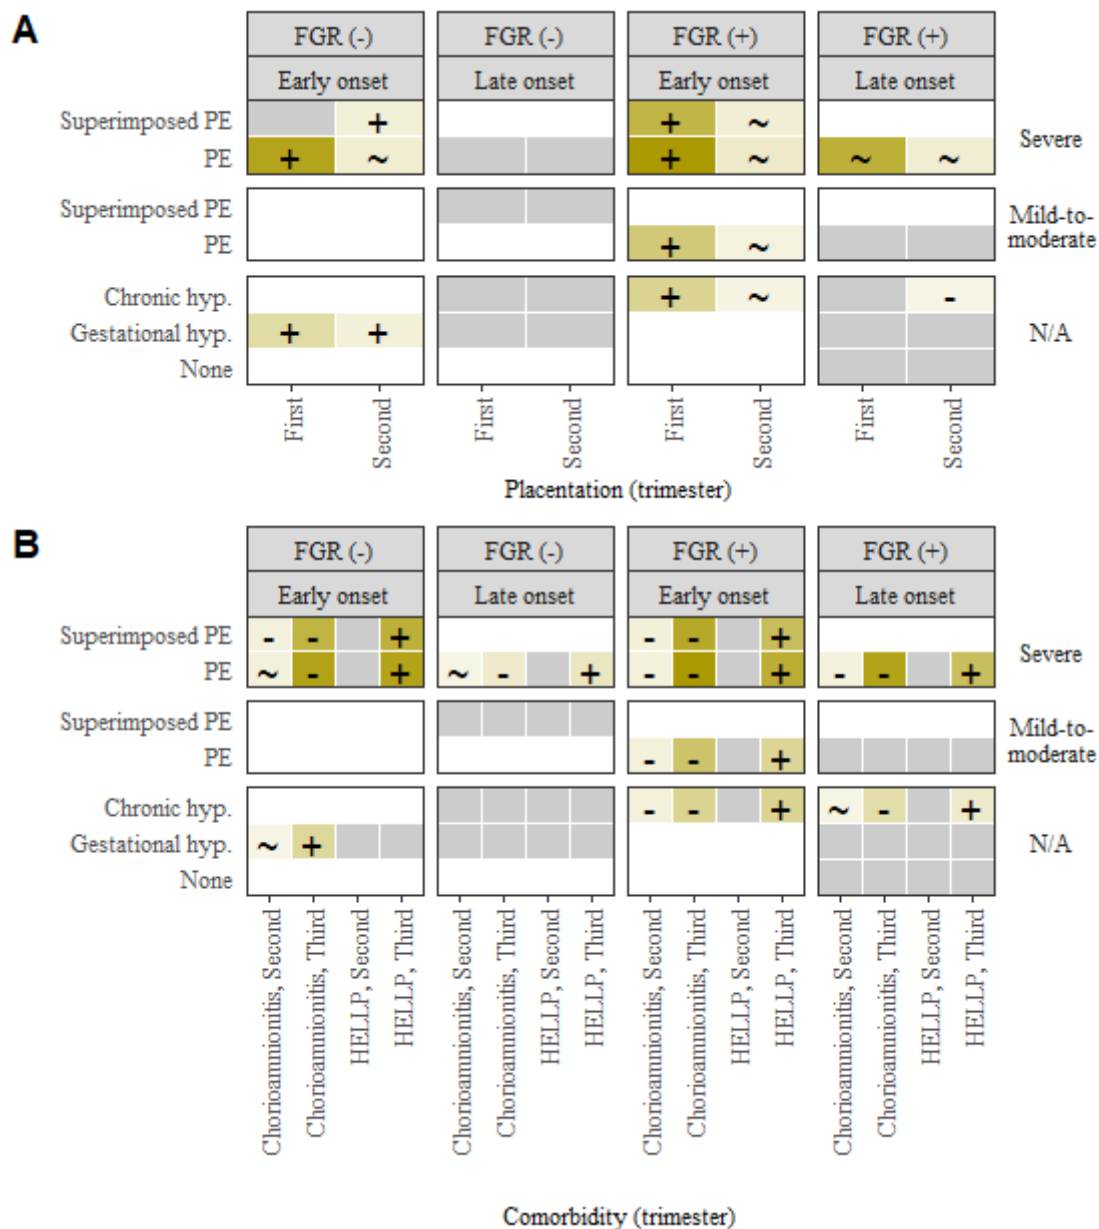 A
FGR (-) FGR (-) FGR (+) FGR (+)
Early onset Late onset Early onset Late onset
Superimposed PE + + ~
PE + ~ + ~ ~ ~
Severe
Superimposed PE
PE + ~
Mild-to-
moderate
Chronic hyp. + ~ -
Gestational hyp. + +
N/A
None
First Second First Second First Second First Second
Placentation (trimester)
B
FGR (-) FGR (-) FGR (+) FGR (+)
Early onset Late onset Early onset Late onset
Superimposed PE - - + - - +
PE ~ - + ~ - + - - + - - +
Severe
Superimposed PE
PE - - +
Mild-to-
moderate
Chronic hyp. - - + ~ - +
Gestational hyp. ~ +
N/A
None
Chorioamnionitis, Second Chorioamnionitis, Third HELLP, Second HELLP, Third Chorioamnionitis, Second Chorioamnionitis, Third HELLP, Second HELLP, Third Chorioamnionitis, Second Chorioamnionitis, Third HELLP, Second HELLP, Third Chorioamnionitis, Second Chorioamnionitis, Third HELLP, Second HELLP, Third
Comorbidity (trimester)